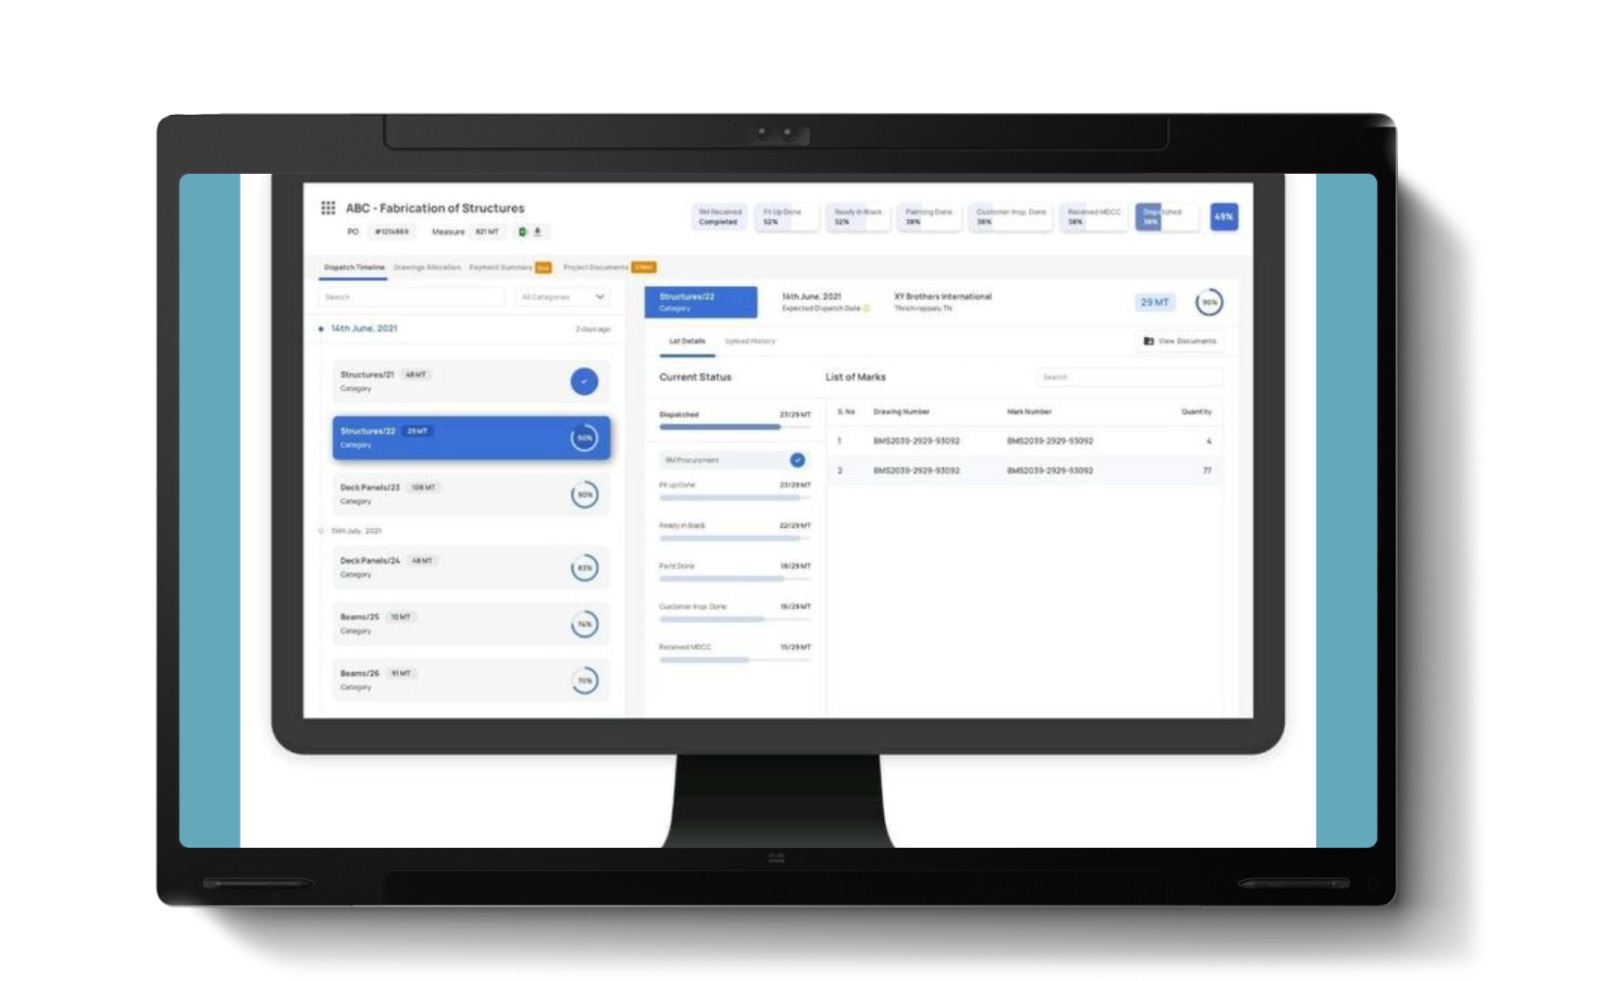 ABC - Fabrication of Structures
PO #1214865 Measure 821 MT
RM Received
Completed
Fit Up Done
52%
Ready in Black
52%
Painting Done
38%
Customer Insp. Done
38%
Received MDCC
38%
Dispatched
38%
49%
Dispatch Timeline Drawings Allocation Payment Summary Project Documents
Search
All Categories
14th June, 2021 2 days ago
Structures/21 48 MT
Category
Structures/22 29 MT
Category
90%
Deck Panels/23 108 MT
Category
90%
15th July, 2021
Deck Panels/24 48 MT
Category
83%
Beams/25 10 MT
Category
74%
Beams/26 91 MT
Category
70%
Structures/22
Category
14th June, 2021
Expected Dispatch Date
XY Brothers International
29 MT
90%
Lot Details Upload History
View Documents
Current Status
Dispatched 23/29 MT
RM Procurement
Fit up Done 23/29 MT
Ready in Black 22/29 MT
Paint Done 19/29 MT
Customer Insp. Done 16/29 MT
Received MDCC 15/29 MT
List of Marks
Search
S. No Drawing Number Mark Number Quantity
1 BMS2039-2929-93092 BMS2039-2929-93092 4
2 BMS2039-2929-93092 BMS2039-2929-93092 77